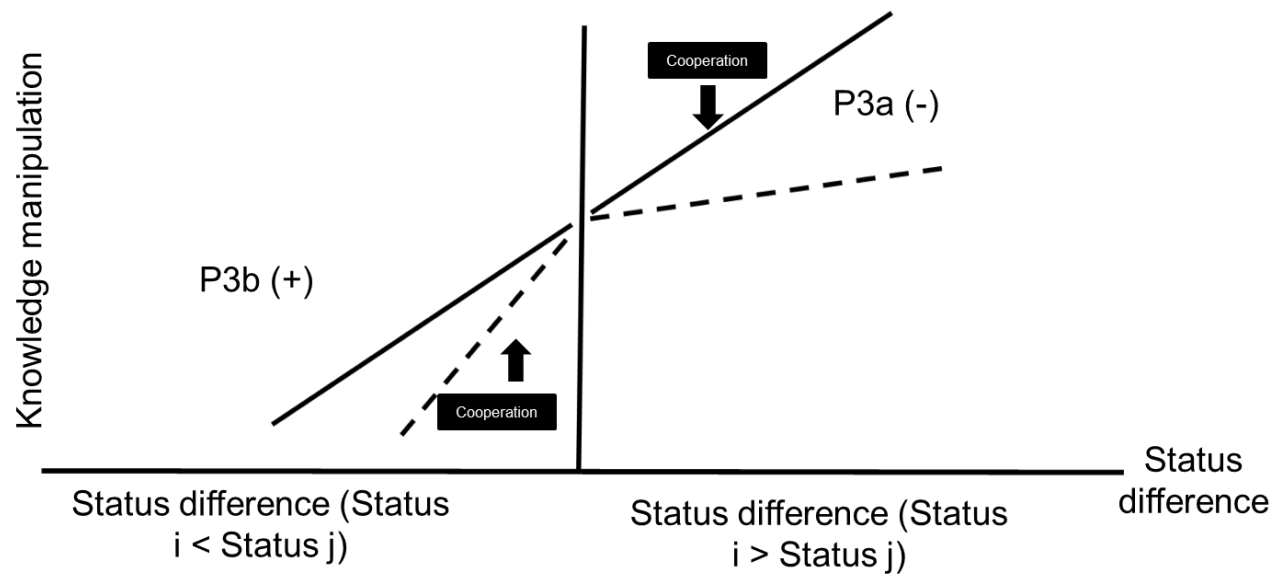 Knowledge manipulation
Cooperation
P3a (-)
P3b (+)
Cooperation
Status
difference
Status difference (Status
i < Status j)
Status difference (Status
i > Status j)